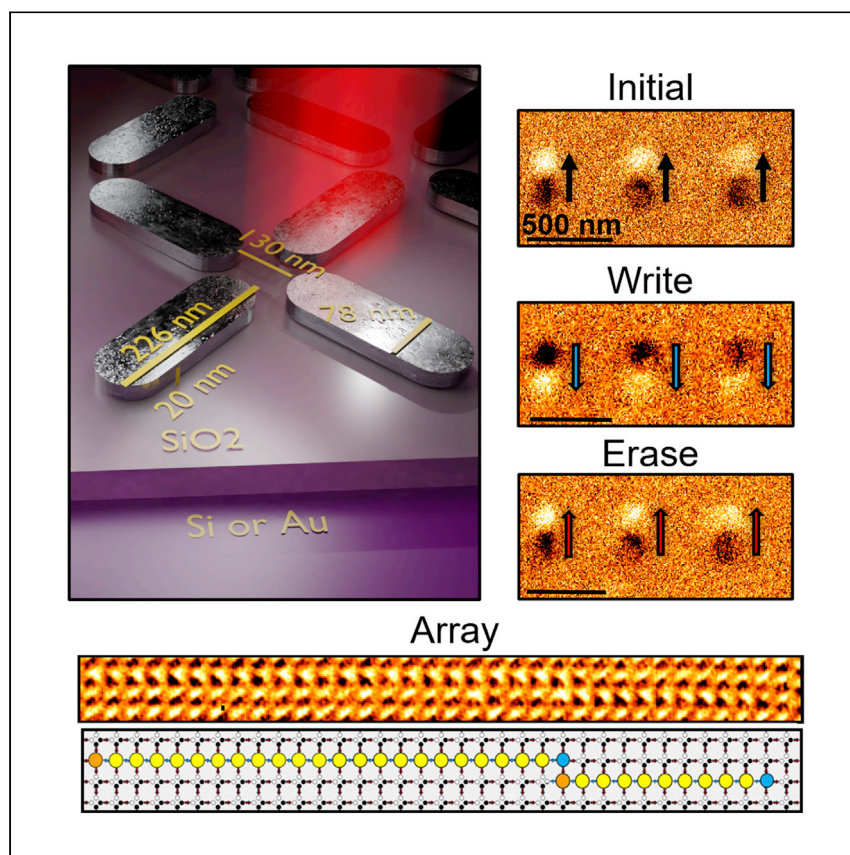 130 nm
226 nm
78 nm
20 nm
SiO2
Si or Au
Initial
500 nm
Write
Erase
Array